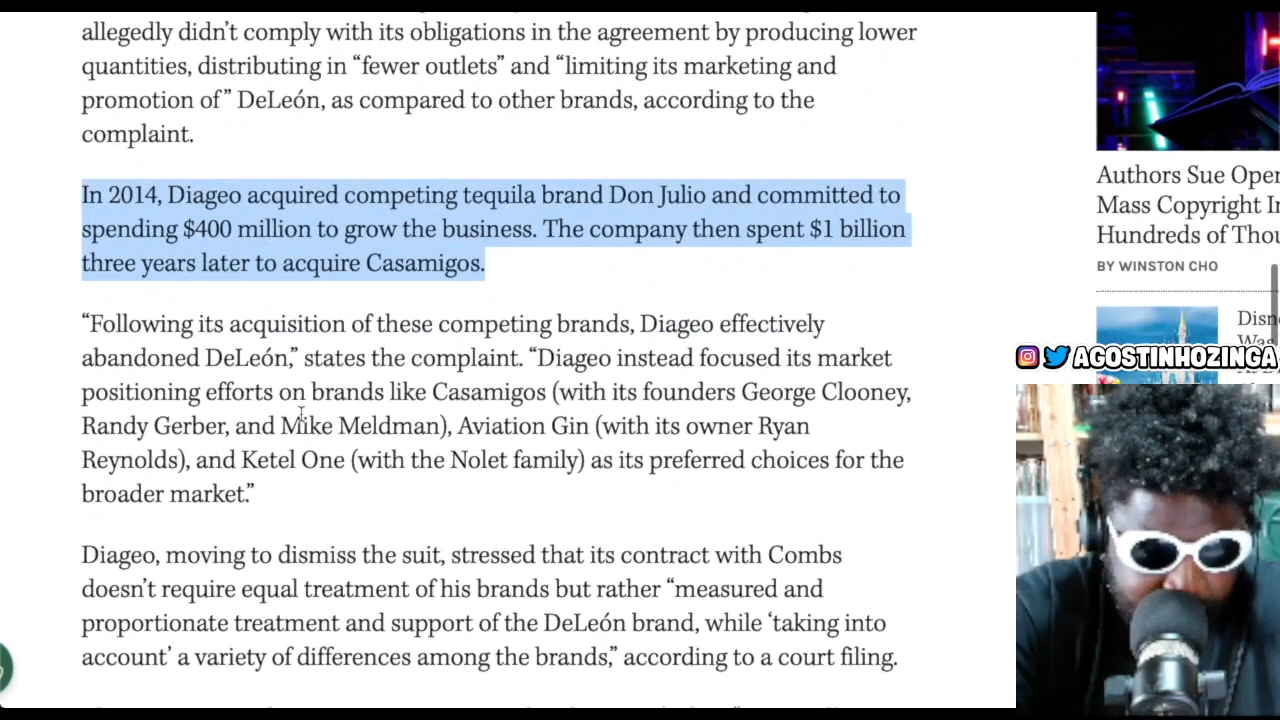 allegedly didn’t comply with its obligations in the agreement by producing lower
quantities, distributing in “fewer outlets” and “limiting its marketing and
promotion of” DeLeón, as compared to other brands, according to the
complaint.
In 2014, Diageo acquired competing tequila brand Don Julio and committed to
spending $400 million to grow the business. The company then spent $1 billion
three years later to acquire Casamigos.
“Following its acquisition of these competing brands, Diageo effectively
abandoned DeLeón,” states the complaint. “Diageo instead focused its market
positioning efforts on brands like Casamigos (with its founders George Clooney,
Randy Gerber, and Mike Meldman), Aviation Gin (with its owner Ryan
Reynolds), and Ketel One (with the Nolet family) as its preferred choices for the
broader market.”
Diageo, moving to dismiss the suit, stressed that its contract with Combs
doesn’t require equal treatment of his brands but rather “measured and
proportionate treatment and support of the DeLeón brand, while ‘taking into
account’ a variety of differences among the brands,” according to a court filing.
Authors Sue Oper
Mass Copyright I
Hundreds of Thou
BY WINSTON CHO
Disn
Was
AGOSTINHOZINGA